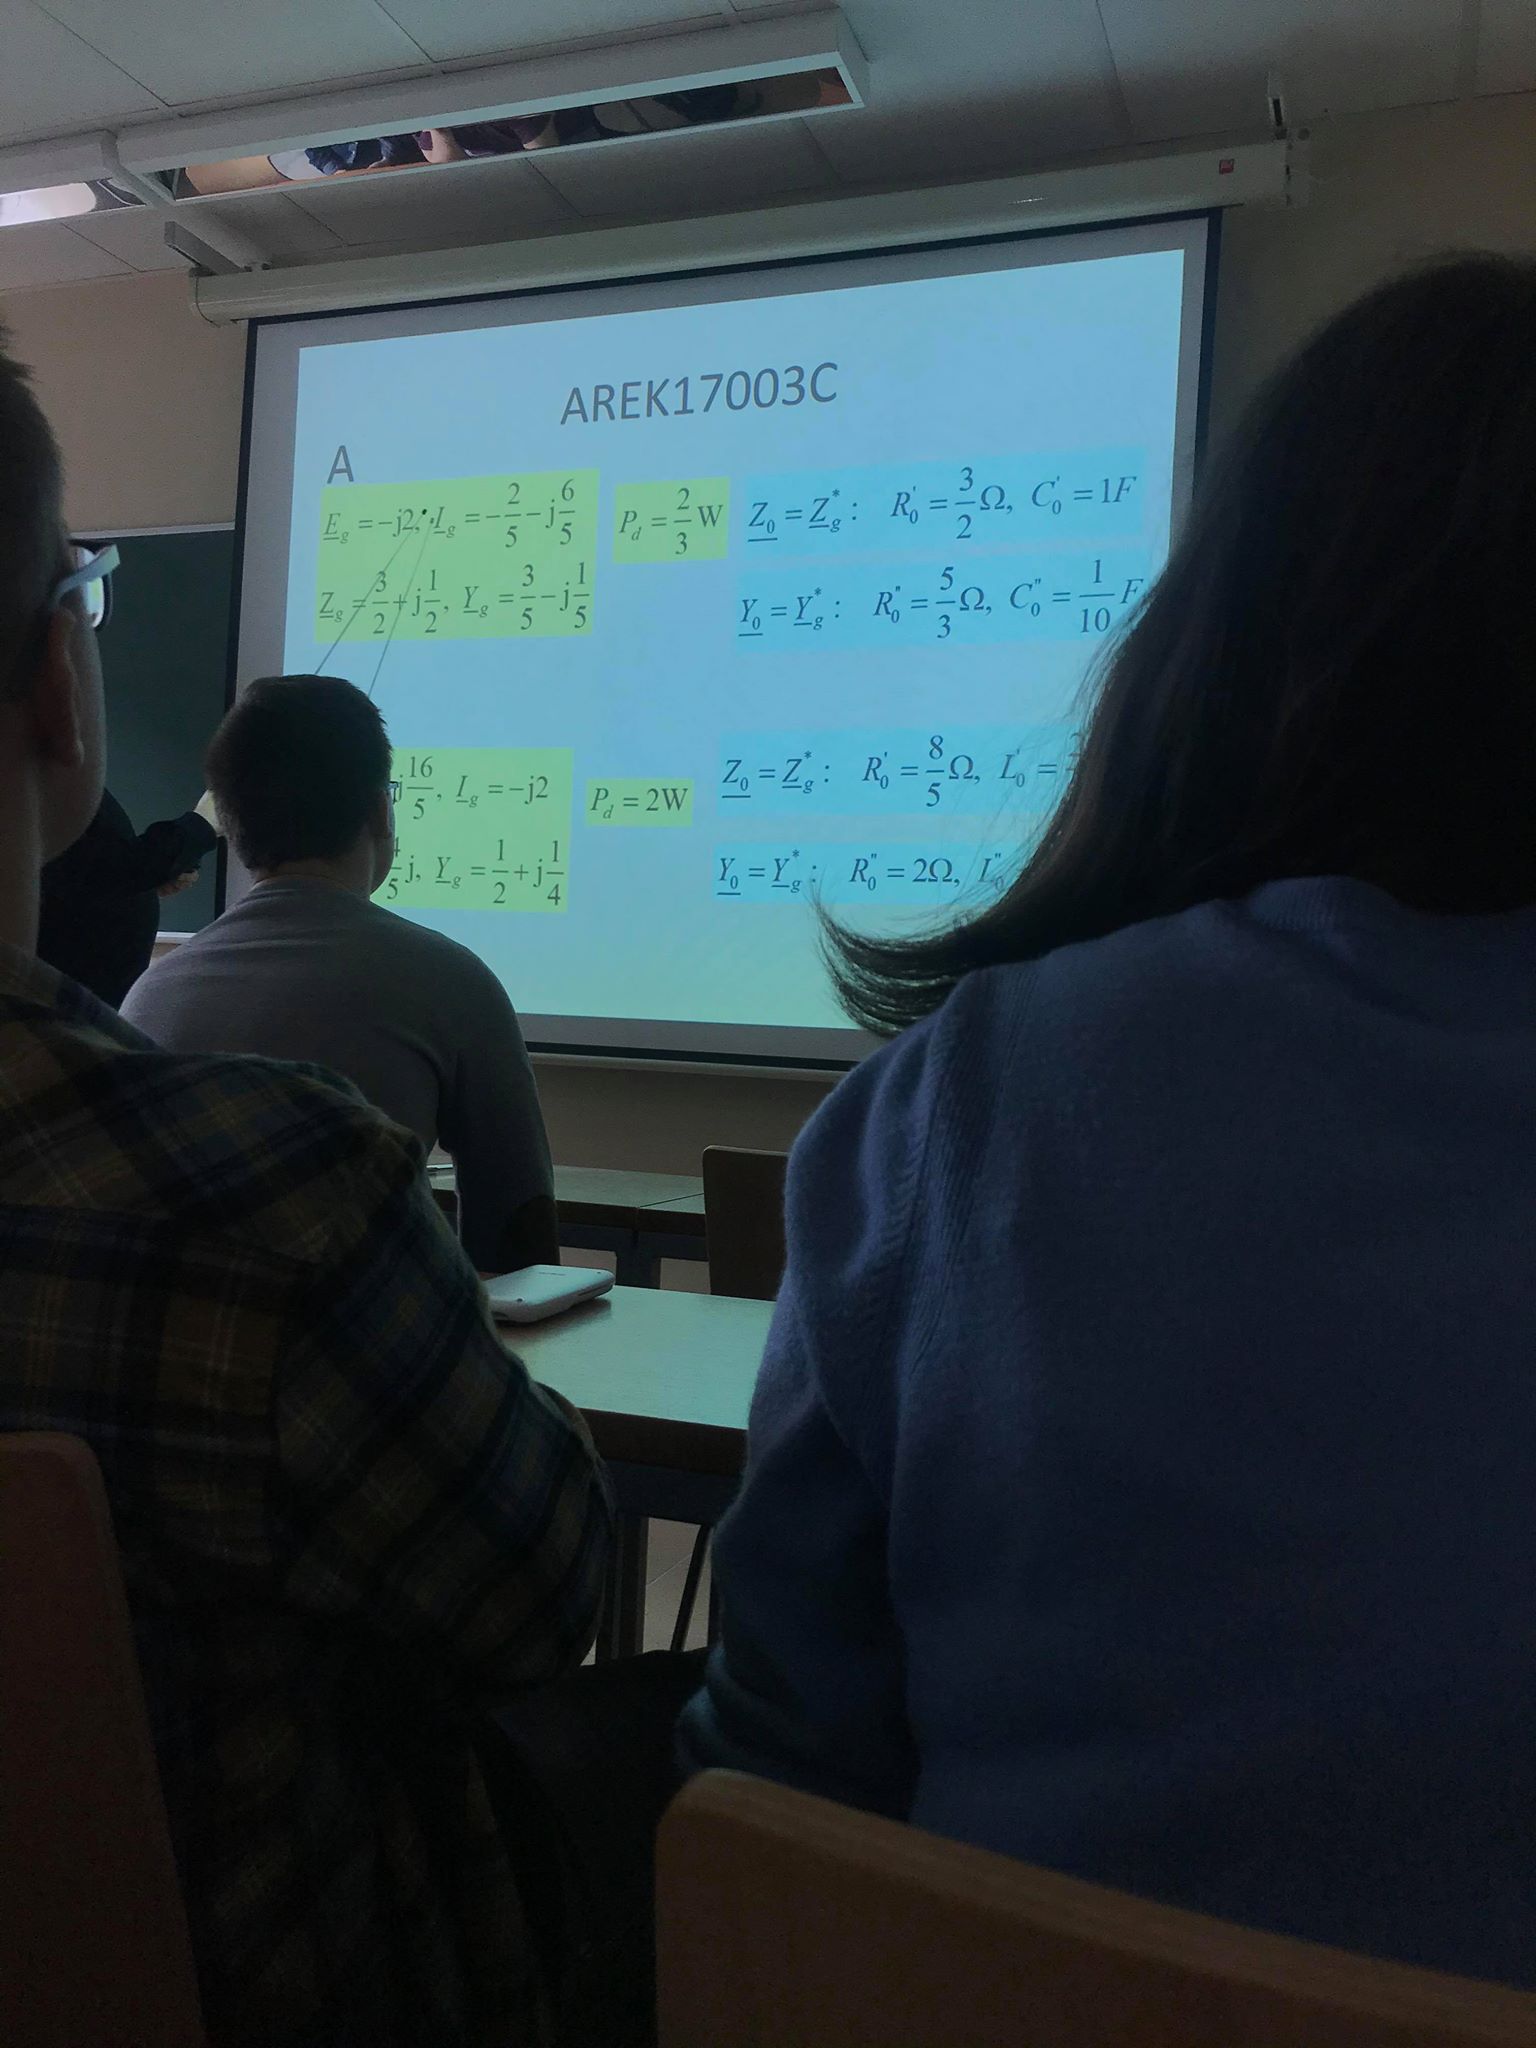 AREK17003C
A
E_g = -j2, I_g = -2/5 - j6/5
P_d = 2/3 W
Z_0 = Z_g^*: R_0' = 3/2 Ω, C_0' = 1F
Z_g = 3/2 + j1/2, Y_g = 3/5 - j1/5
Y_0 = Y_g^*: R_0" = 5/3 Ω, C_0" = 1/10 F
j16/5, I_g = -j2
P_d = 2W
Z_0 = Z_g^*: R_0' = 8/5 Ω, L_0' =
/5 j, Y_g = 1/2 + j1/4
Y_0 = Y_g^*: R_0" = 2Ω, L_0"